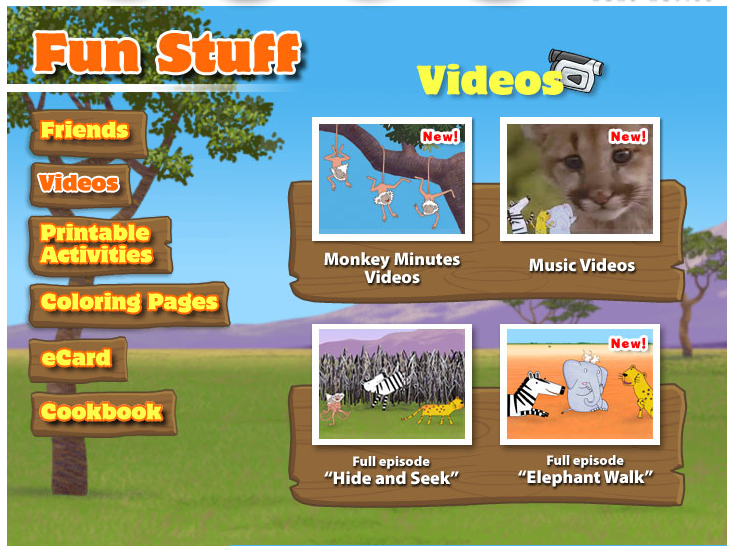 Fun Stuff
Videos
Friends
Videos
Printable
Activities
Coloring Pages
eCard
Cookbook
New!
New!
Monkey Minutes
Videos
Music Videos
New!
Full episode
“Hide and Seek”
Full episode
“Elephant Walk”